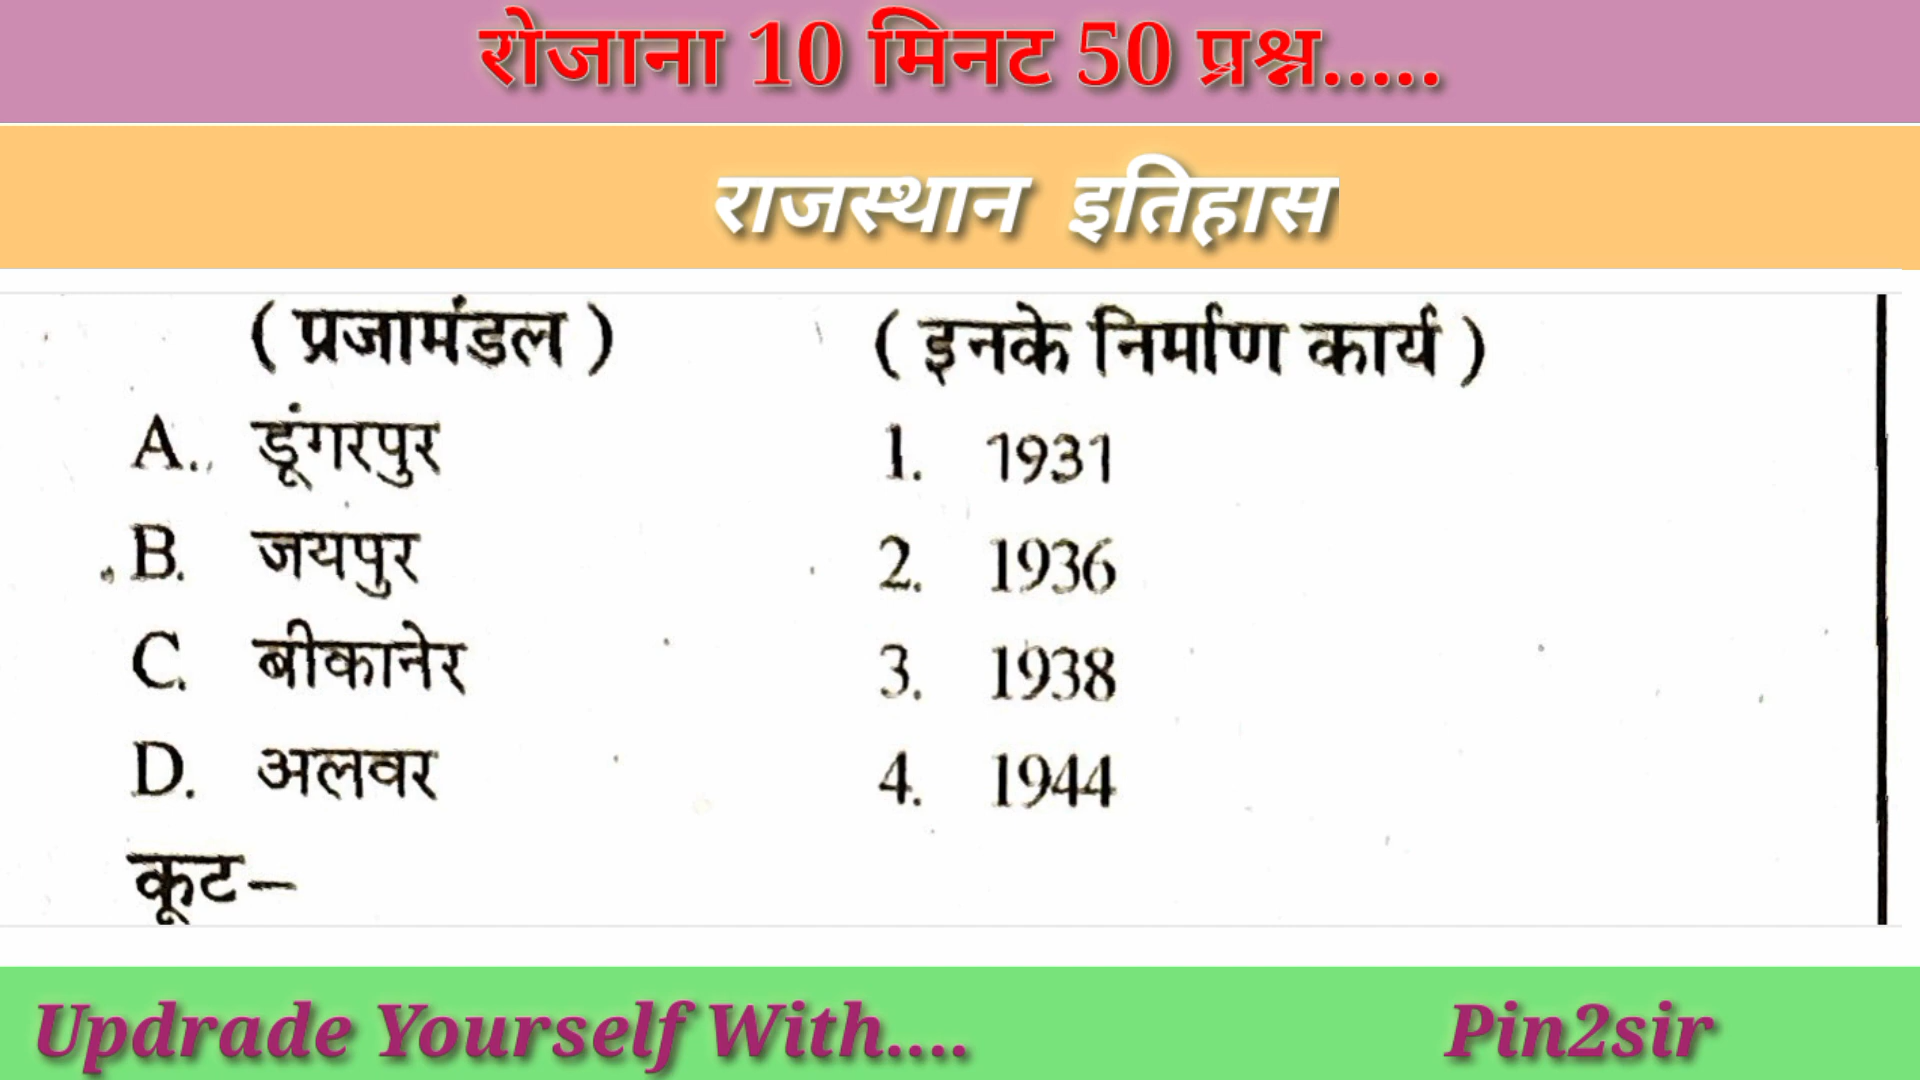 रोजाना 10 मिनट 50 प्रश्न.....
राजस्थान इतिहास
( प्रजामंडल ) ( इनके निर्माण कार्य )
A. डूंगरपुर 1. 1931
B. जयपुर 2. 1936
C. बीकानेर 3. 1938
D. अलवर 4. 1944
कूट–
Updrade Yourself With.... Pin2sir